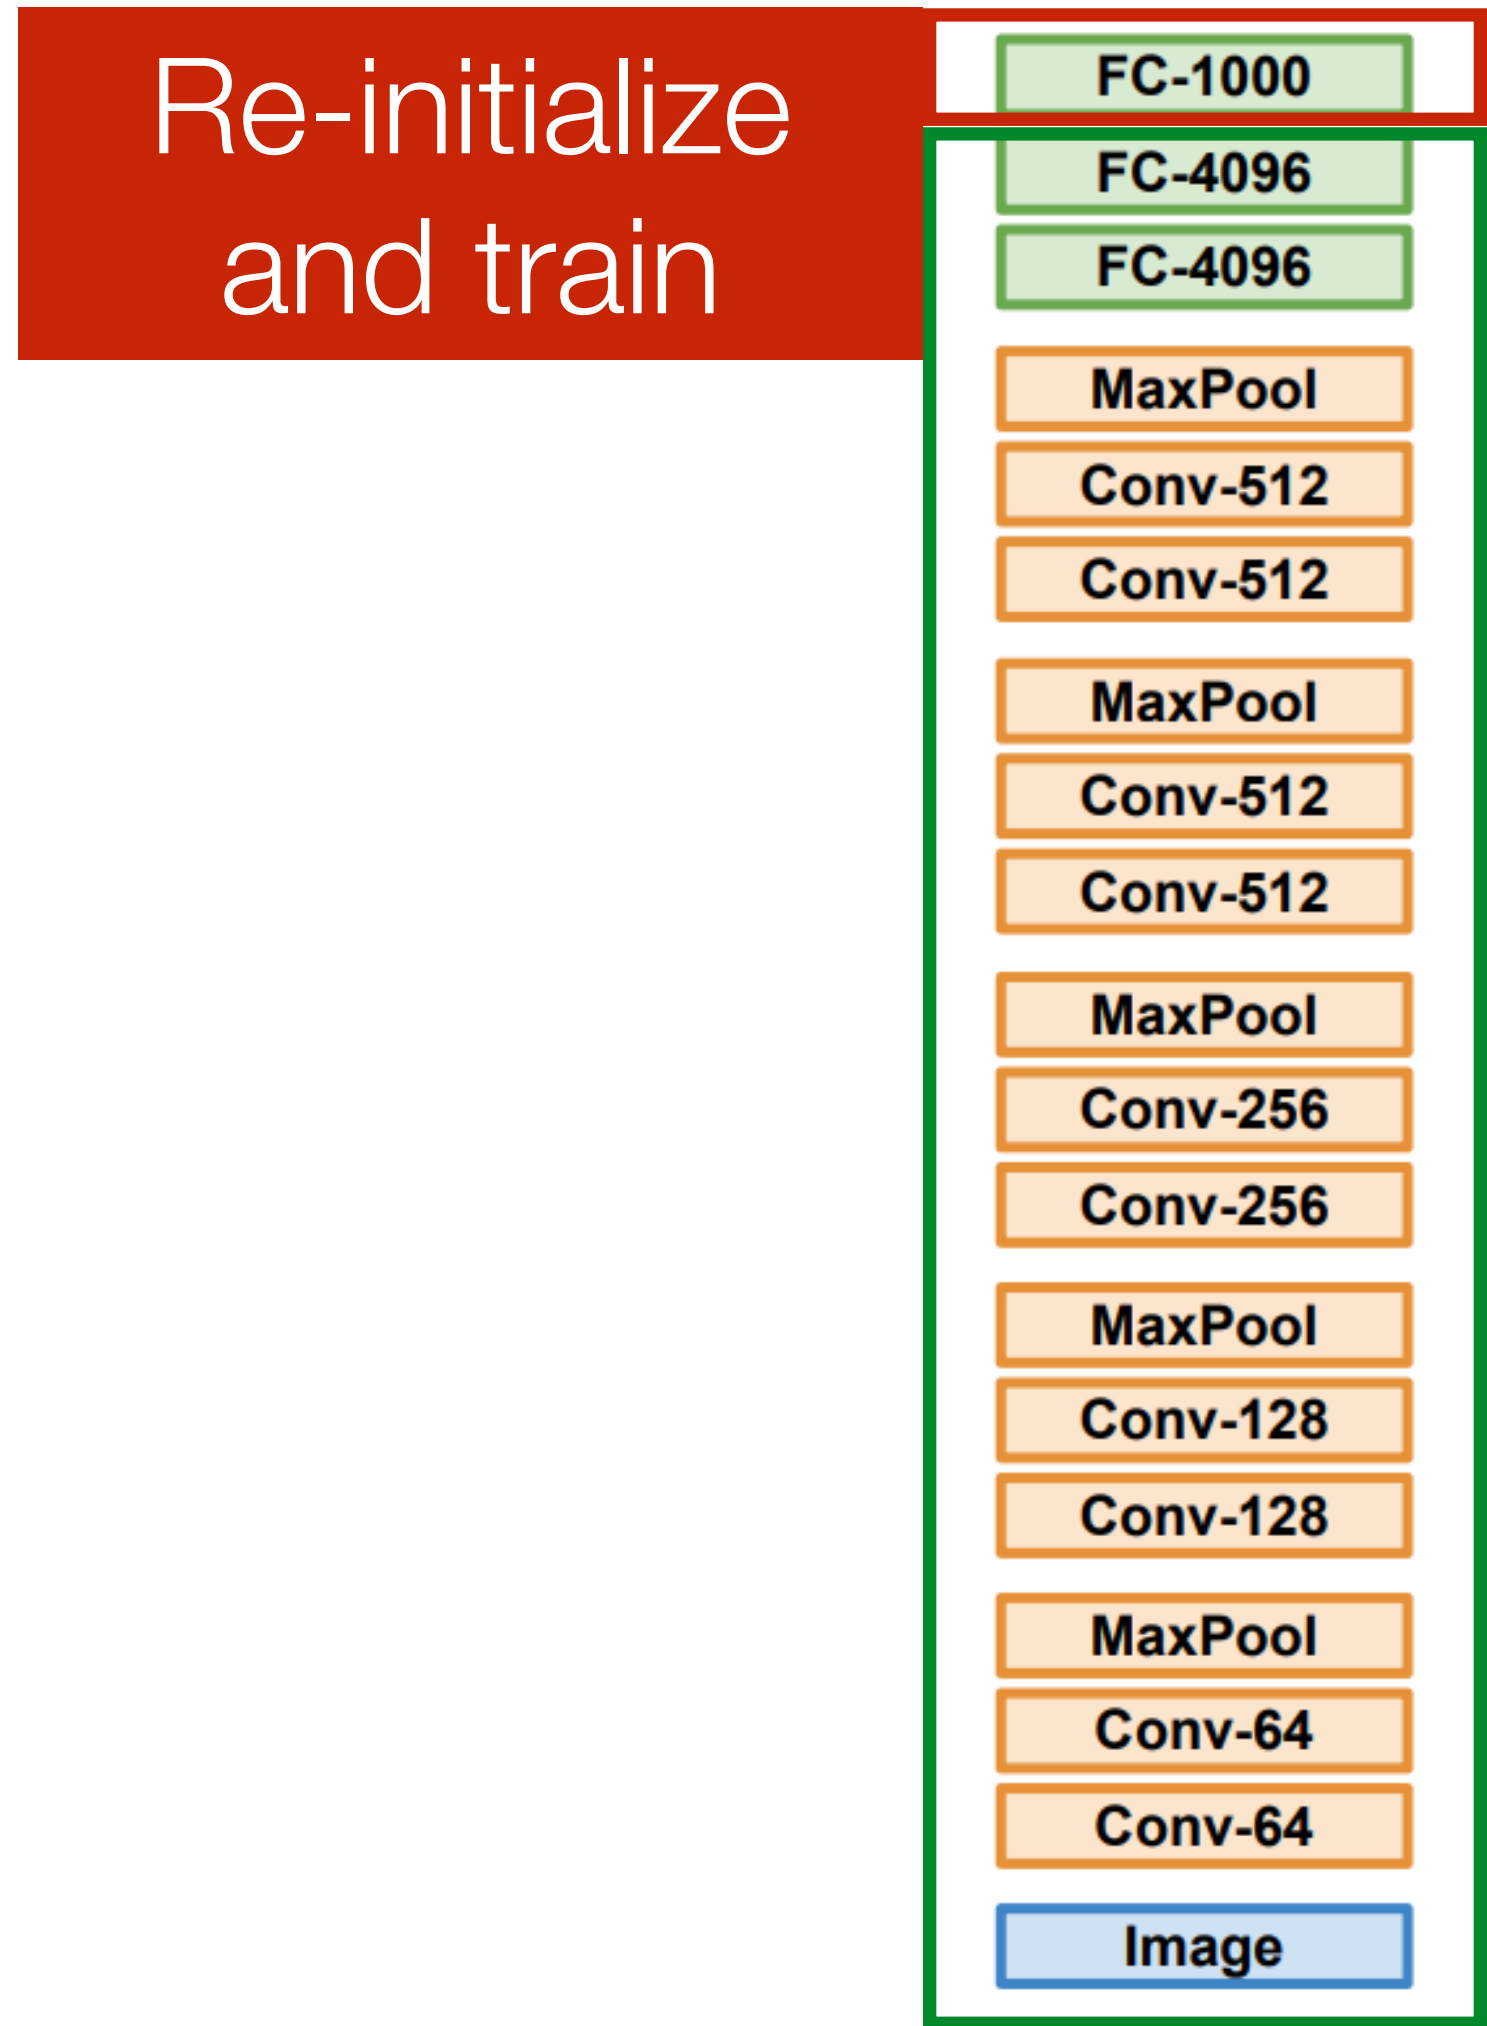 Re-initialize
and train
FC-1000
FC-4096
FC-4096
MaxPool
Conv-512
Conv-512
MaxPool
Conv-512
Conv-512
MaxPool
Conv-256
Conv-256
MaxPool
Conv-128
Conv-128
MaxPool
Conv-64
Conv-64
Image